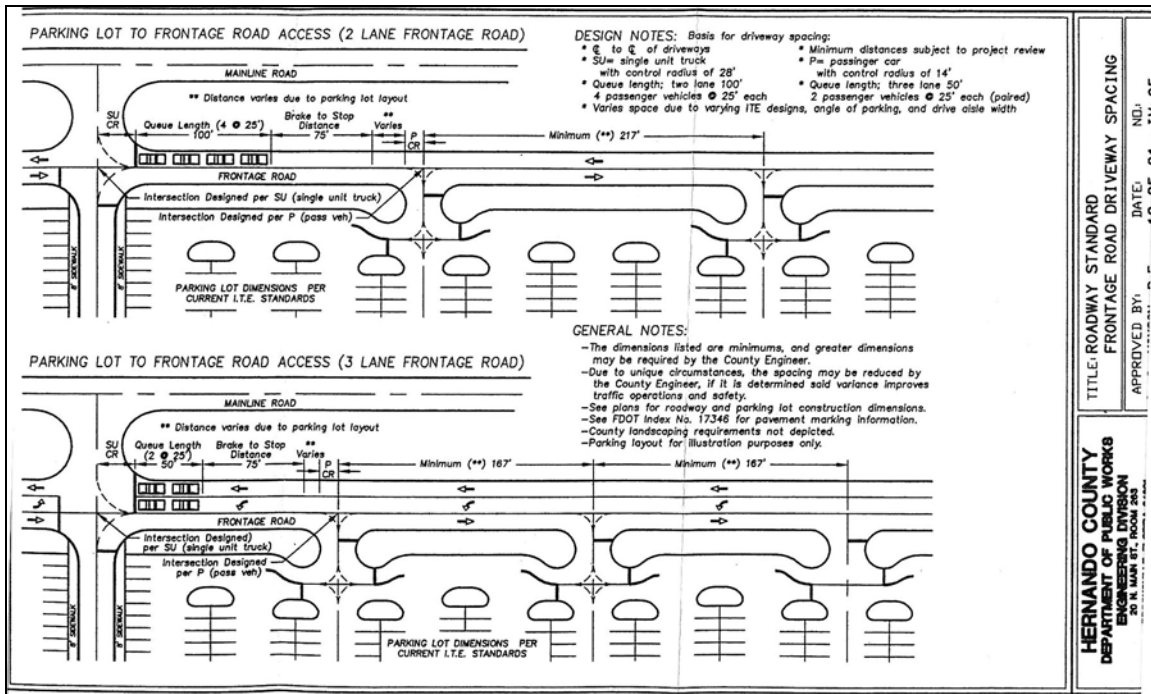 PARKING LOT TO FRONTAGE ROAD ACCESS (2 LANE FRONTAGE ROAD)
MAINLINE ROAD
** Distance varies due to parking lot layout
SU
CR
Queue Length (4 @ 25')
100'
Brake to Stop
Distance
75'
**
Varies
P
CR
Minimum (**) 217'
FRONTAGE ROAD
Intersection Designed per SU (single unit truck)
Intersection Designed per P (pass veh)
8' SIDEWALK
8' SIDEWALK
PARKING LOT DIMENSIONS PER
CURRENT I.T.E. STANDARDS
DESIGN NOTES: Basis for driveway spacing:
* ℄ to ℄ of driveways
* SU= single unit truck
with control radius of 28'
* Queue length; two lane 100'
4 passenger vehicles @ 25' each
* Varies space due to varying ITE designs, angle of parking, and drive aisle width
* Minimum distances subject to project review
* P= passinger car
with control radius of 14'
* Queue length; three lane 50'
2 passenger vehicles @ 25' each (paired)
PARKING LOT TO FRONTAGE ROAD ACCESS (3 LANE FRONTAGE ROAD)
MAINLINE ROAD
** Distance varies due to parking lot layout
SU
CR
Queue Length
(2 @ 25')
50'
Brake to Stop
Distance
75'
**
Varies
P
CR
Minimum (**) 167'
Minimum (**) 167'
FRONTAGE ROAD
Intersection Designed)
per SU (single unit truck)
Intersection Designed
per P (pass veh)
8' SIDEWALK
8' SIDEWALK
PARKING LOT DIMENSIONS PER
CURRENT I.T.E. STANDARDS
GENERAL NOTES:
-The dimensions listed are minimums, and greater dimensions
may be required by the County Engineer.
-Due to unique circumstances, the spacing may be reduced by
the County Engineer, if it is determined said variance improves
traffic operations and safety.
-See plans for roadway and parking lot construction dimensions.
-See FDOT Index No. 17346 for pavement marking information.
-County landscaping requirements not depicted.
-Parking layout for illustration purposes only.
TITLE: ROADWAY STANDARD
FRONTAGE ROAD DRIVEWAY SPACING
APPROVED BY:
DATE:
NO.:
HERNANDO COUNTY
DEPARTMENT OF PUBLIC WORKS
ENGINEERING DIVISION
20 N. MAIN ST., ROOM 263